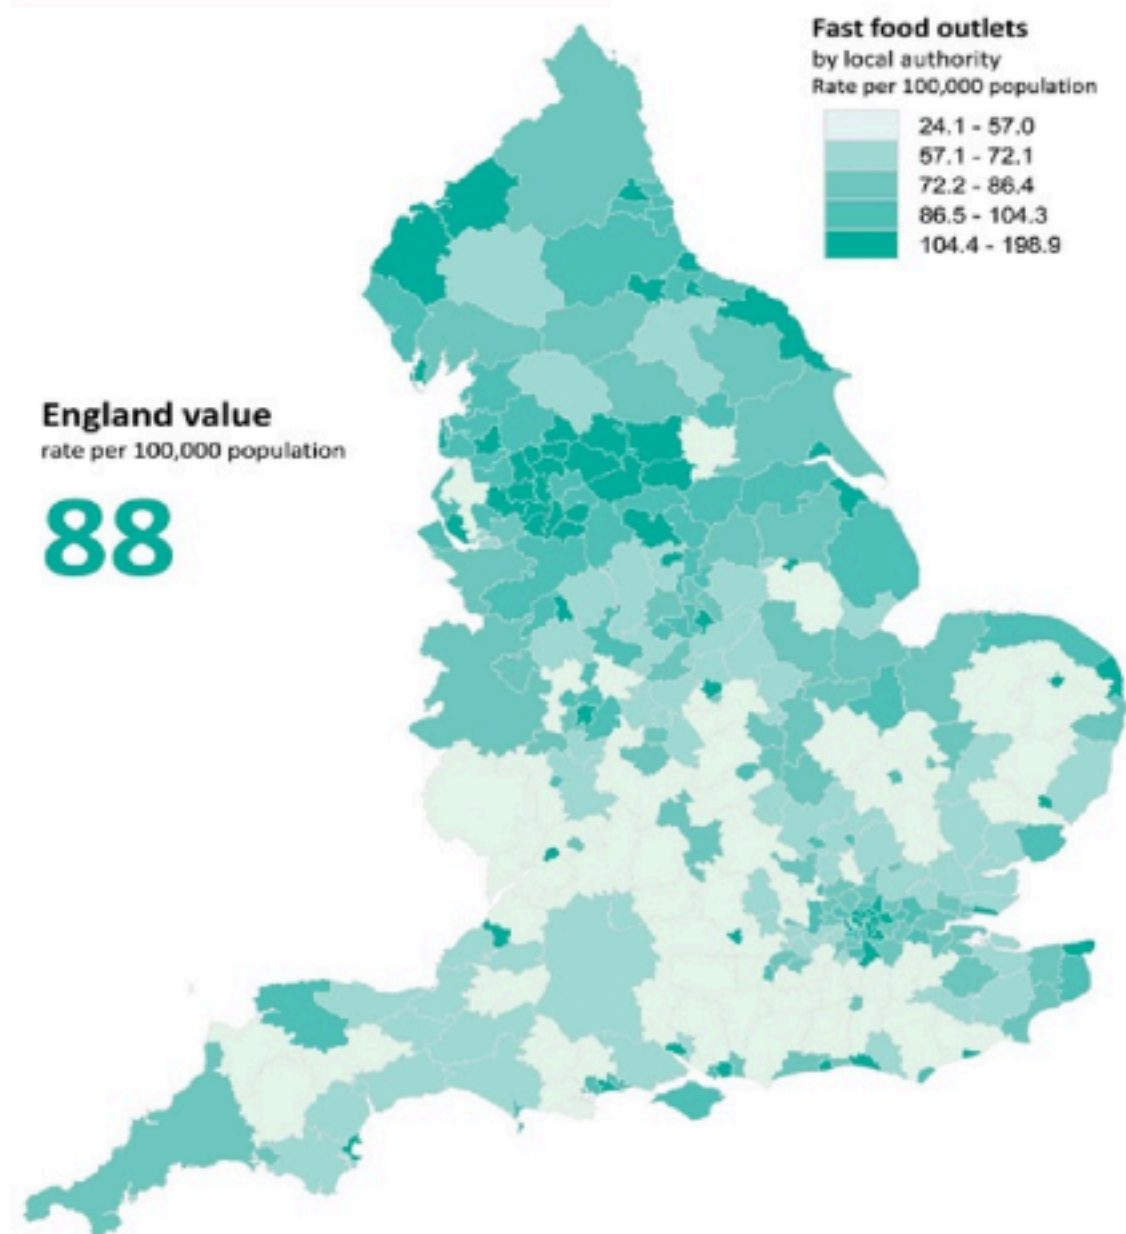 Fast food outlets
by local authority
Rate per 100,000 population
24.1 - 57.0
57.1 - 72.1
72.2 - 86.4
86.5 - 104.3
104.4 - 198.9
England value
rate per 100,000 population
88